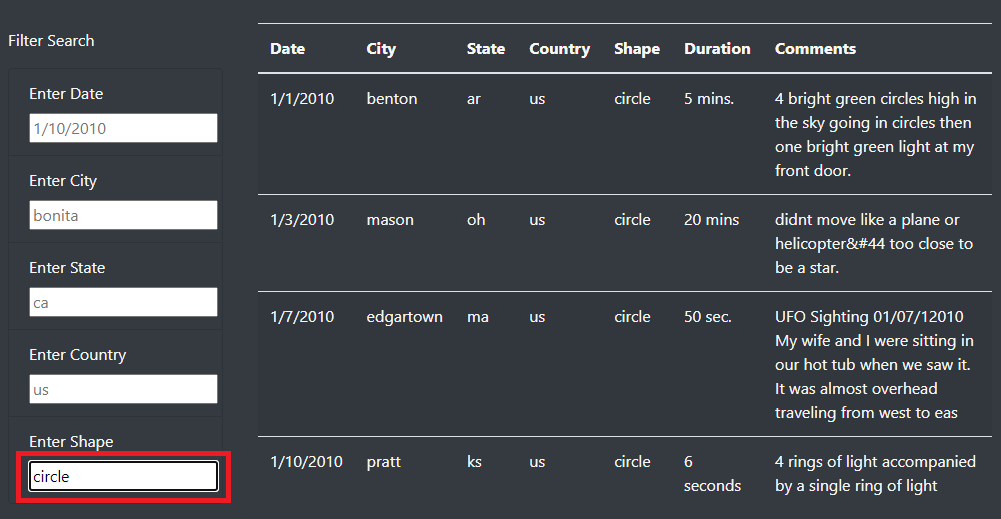 Filter Search
Enter Date
1/10/2010
Enter City
bonita
Enter State
ca
Enter Country
us
Enter Shape
circle
Date City State Country Shape Duration Comments
1/1/2010 benton ar us circle 5 mins. 4 bright green circles high in
the sky going in circles then
one bright green light at my
front door.
1/3/2010 mason oh us circle 20 mins didnt move like a plane or
helicopter&#44 too close to
be a star.
1/7/2010 edgartown ma us circle 50 sec. UFO Sighting 01/07/12010
My wife and I were sitting in
our hot tub when we saw it.
It was almost overhead
traveling from west to eas
1/10/2010 pratt ks us circle 6 4 rings of light accompanied
seconds by a single ring of light